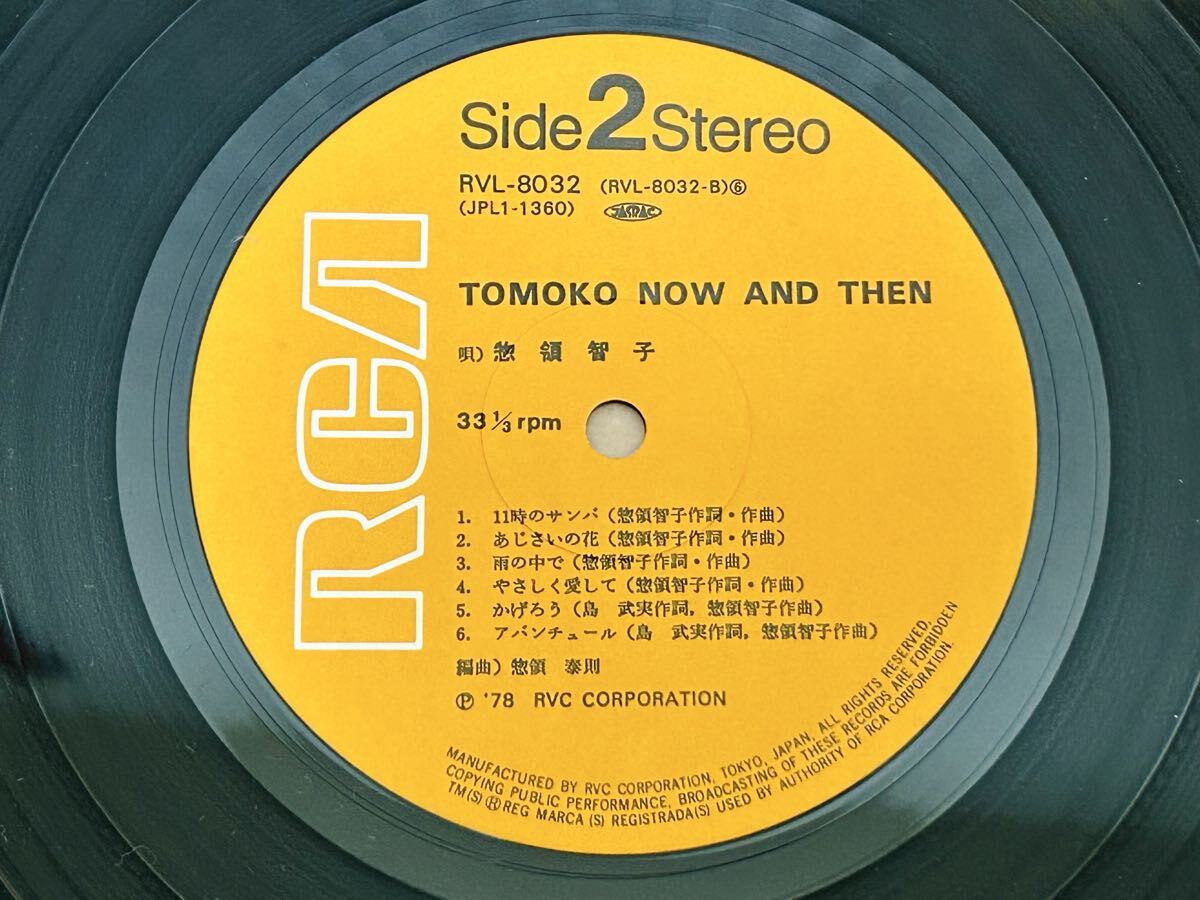 Side 2 Stereo
RVL-8032 (RVL-8032-B)⑥
(JPL1-1360) JASRAC
RCA
TOMOKO NOW AND THEN
唄) 惣領智子
33 1/3 rpm
1. 11時のサンバ (惣領智子作詞・作曲)
2. あじさいの花 (惣領智子作詞・作曲)
3. 雨の中で (惣領智子作詞・作曲)
4. やさしく愛して (惣領智子作詞・作曲)
5. かげろう (島 武実作詞, 惣領智子作曲)
6. アバンチュール (島 武実作詞, 惣領智子作曲)
編曲) 惣領 泰則
Ⓟ '78 RVC CORPORATION
MANUFACTURED BY RVC CORPORATION, TOKYO, JAPAN, ALL RIGHTS RESERVED.
COPYING PUBLIC PERFORMANCE, BROADCASTING OF THESE RECORDS ARE FORBIDDEN
TM(S) Ⓡ REG MARCA (S) REGISTRADA(S) USED BY AUTHORITY OF RCA CORPORATION.